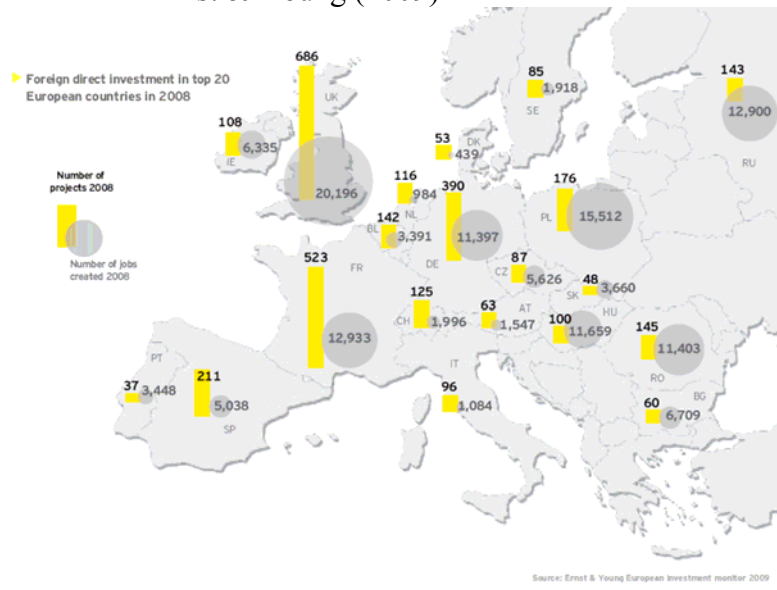 Foreign direct investment in top 20
European countries in 2008
Number of
projects 2008
Number of jobs
created 2008
686
UK
20,196
108
6,335
IE
85
1,918
SE
143
12,900
RU
53
DK
439
116
984
NL
390
11,397
DE
176
PL
15,512
142
BL
3,391
523
FR
12,933
87
CZ
5,626
48
SK
3,660
125
CH
1,996
63
AT
1,547
100
HU
11,659
145
11,403
RO
IT
96
1,084
60
BG
6,709
PT
37
3,448
211
5,038
SP
Source: Ernst & Young European Investment monitor 2009